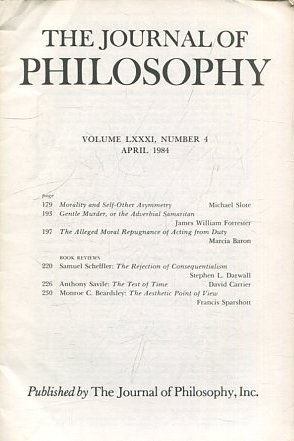 THE JOURNAL OF
PHILOSOPHY
VOLUME LXXXI, NUMBER 4
APRIL 1984
page
179 Morality and Self-Other Asymmetry Michael Slote
193 Gentle Murder, or the Adverbial Samaritan
James William Forrester
197 The Alleged Moral Repugnance of Acting from Duty
Marcia Baron
BOOK REVIEWS
220 Samuel Scheffler: The Rejection of Consequentialism
Stephen L. Darwall
226 Anthony Savile: The Test of Time David Carrier
230 Monroe C. Beardsley: The Aesthetic Point of View
Francis Sparshott
Published by The Journal of Philosophy, Inc.